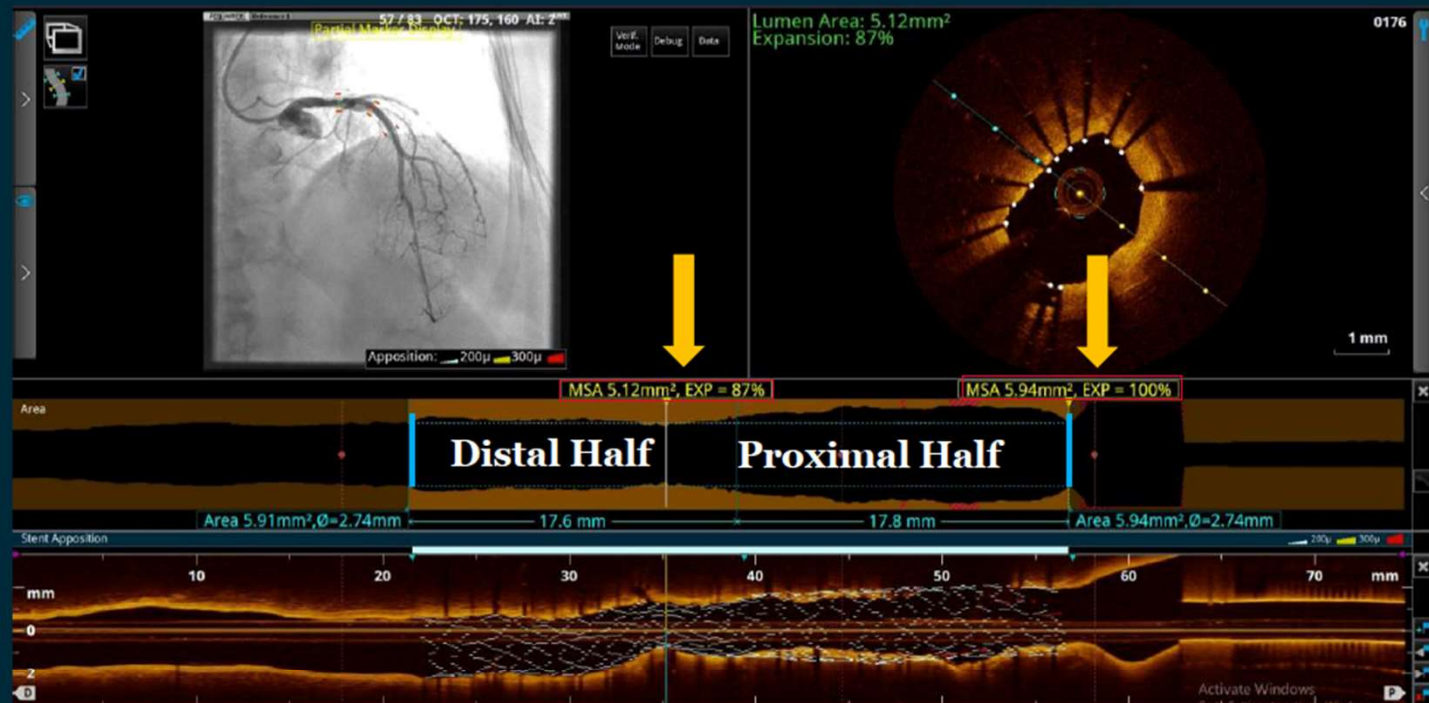 57 / 83 OCT: 175, 160 AI: 2
Partial Marker Display
Verif. Mode
Debug
Data
Apposition: 200µ 300µ
Lumen Area: 5.12mm²
Expansion: 87%
0176
1 mm
MSA 5.12mm², EXP = 87%
MSA 5.94mm², EXP = 100%
Area
Distal Half
Proximal Half
Area 5.91mm²,Ø=2.74mm
17.6 mm
17.8 mm
Area 5.94mm²,Ø=2.74mm
Stent Apposition
200µ 300µ
10 20 30 40 50 60 70 mm
mm
0
2
D
Activate Windows
P